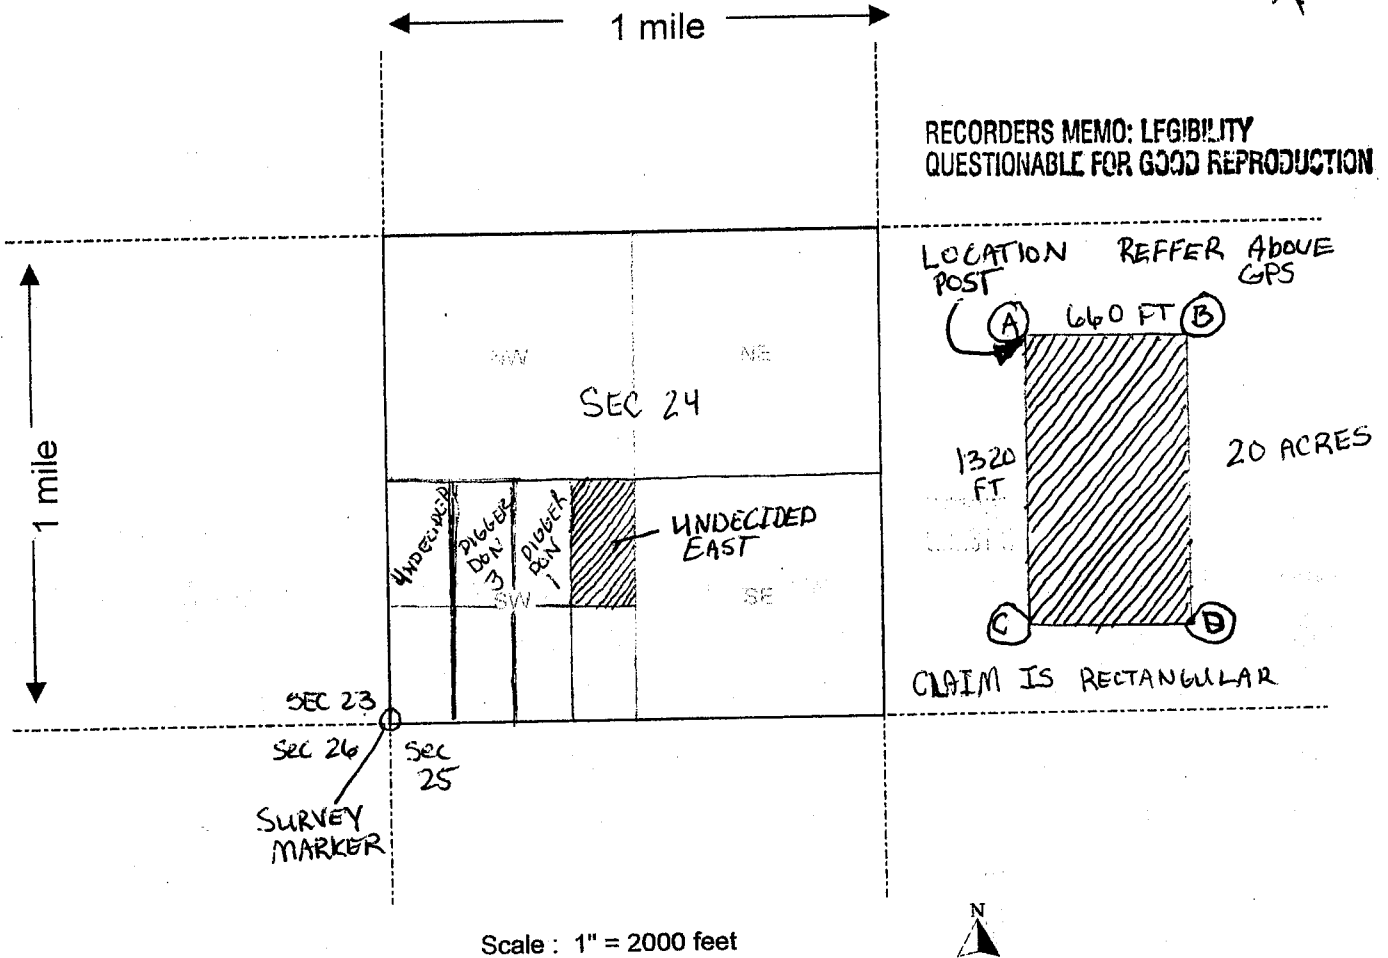 1 mile
RECORDERS MEMO: LEGIBILITY
QUESTIONABLE FOR GOOD REPRODUCTION
LOCATION
POST
REFFER ABOVE
GPS
A
660 FT
B
NW
NE
SEC 24
1 mile
1320
FT
20 ACRES
UNDECIDED
DIGGER
DON
3
DIGGER
DON
1
UNDECIDED
EAST
SW
SE
C
D
CLAIM IS RECTANGULAR
SEC 23
SEC 26
SEC
25
SURVEY
MARKER
N
Scale : 1" = 2000 feet